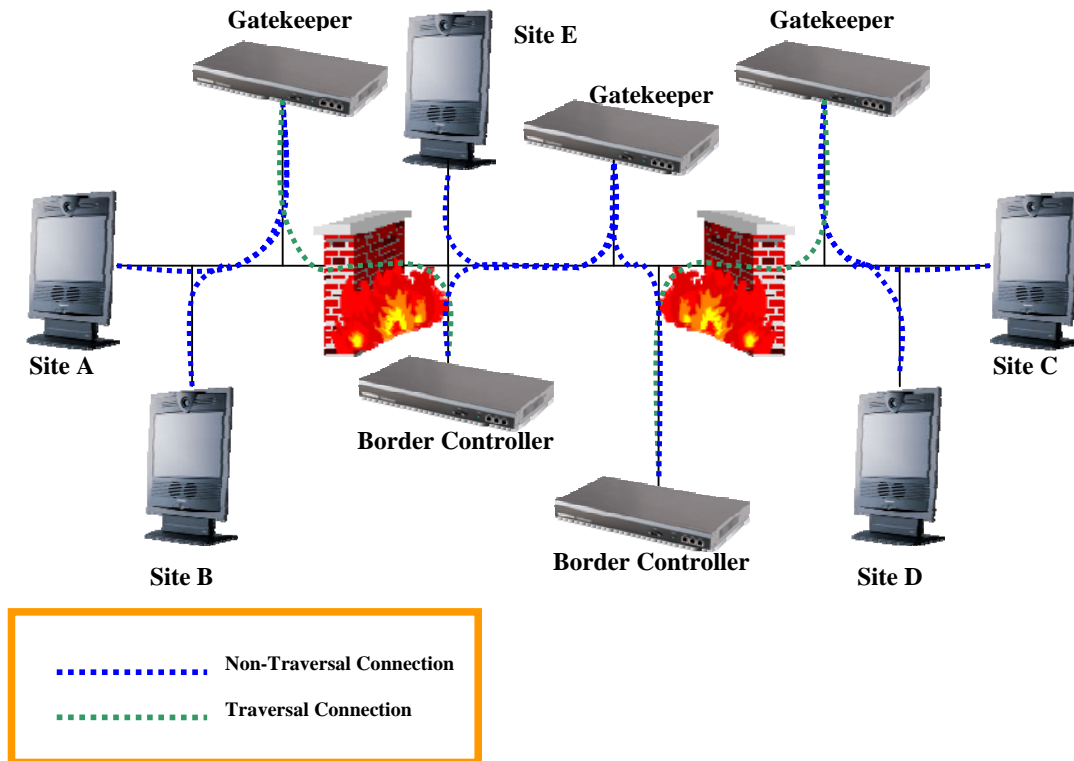 Gatekeeper
Site E
Gatekeeper
Gatekeeper
Site A
Site C
Border Controller
Border Controller
Site B
Site D
Non-Traversal Connection
Traversal Connection